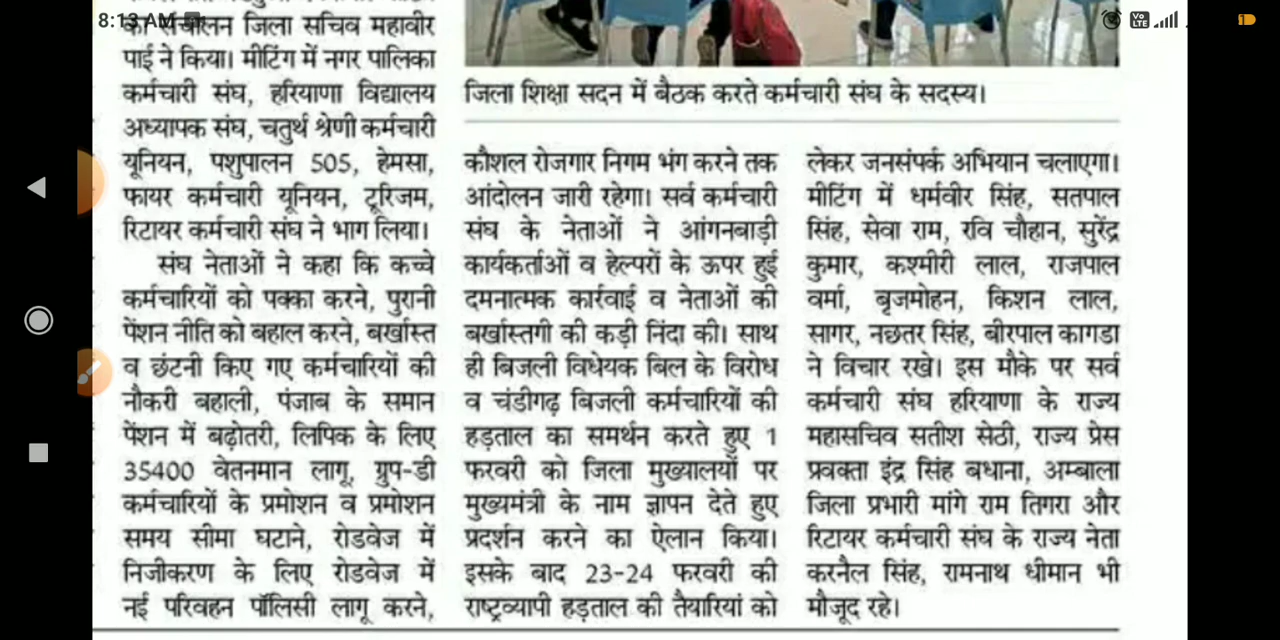 8:13 AM
का संचालन जिला सचिव महावीर
पाई ने किया। मीटिंग में नगर पालिका
कर्मचारी संघ, हरियाणा विद्यालय
अध्यापक संघ, चतुर्थ श्रेणी कर्मचारी
यूनियन, पशुपालन 505, हेमसा,
फायर कर्मचारी यूनियन, टूरिजम,
रिटायर कर्मचारी संघ ने भाग लिया।
संघ नेताओं ने कहा कि कच्चे
कर्मचारियों को पक्का करने, पुरानी
पेंशन नीति को बहाल करने, बर्खास्त
व छंटनी किए गए कर्मचारियों की
नौकरी बहाली, पंजाब के समान
पेंशन में बढ़ोतरी, लिपिक के लिए
35400 वेतनमान लागू, ग्रुप-डी
कर्मचारियों के प्रमोशन व प्रमोशन
समय सीमा घटाने, रोडवेज में
निजीकरण के लिए रोडवेज में
नई परिवहन पॉलिसी लागू करने,
जिला शिक्षा सदन में बैठक करते कर्मचारी संघ के सदस्य।
कौशल रोजगार निगम भंग करने तक
आंदोलन जारी रहेगा। सर्व कर्मचारी
संघ के नेताओं ने आंगनबाड़ी
कार्यकर्ताओं व हेल्परों के ऊपर हुई
दमनात्मक कार्रवाई व नेताओं की
बर्खास्तगी की कड़ी निंदा की। साथ
ही बिजली विधेयक बिल के विरोध
व चंडीगढ़ बिजली कर्मचारियों की
हड़ताल का समर्थन करते हुए 1
फरवरी को जिला मुख्यालयों पर
मुख्यमंत्री के नाम ज्ञापन देते हुए
प्रदर्शन करने का ऐलान किया।
इसके बाद 23-24 फरवरी की
राष्ट्रव्यापी हड़ताल की तैयारियां को
लेकर जनसंपर्क अभियान चलाएगा।
मीटिंग में धर्मवीर सिंह, सतपाल
सिंह, सेवा राम, रवि चौहान, सुरेंद्र
कुमार, कश्मीरी लाल, राजपाल
वर्मा, बृजमोहन, किशन लाल,
सागर, नछतर सिंह, बीरपाल कागडा
ने विचार रखे। इस मौके पर सर्व
कर्मचारी संघ हरियाणा के राज्य
महासचिव सतीश सेठी, राज्य प्रेस
प्रवक्ता इंद्र सिंह बधाना, अम्बाला
जिला प्रभारी मांगे राम तिगरा और
रिटायर कर्मचारी संघ के राज्य नेता
करनैल सिंह, रामनाथ धीमान भी
मौजूद रहे।